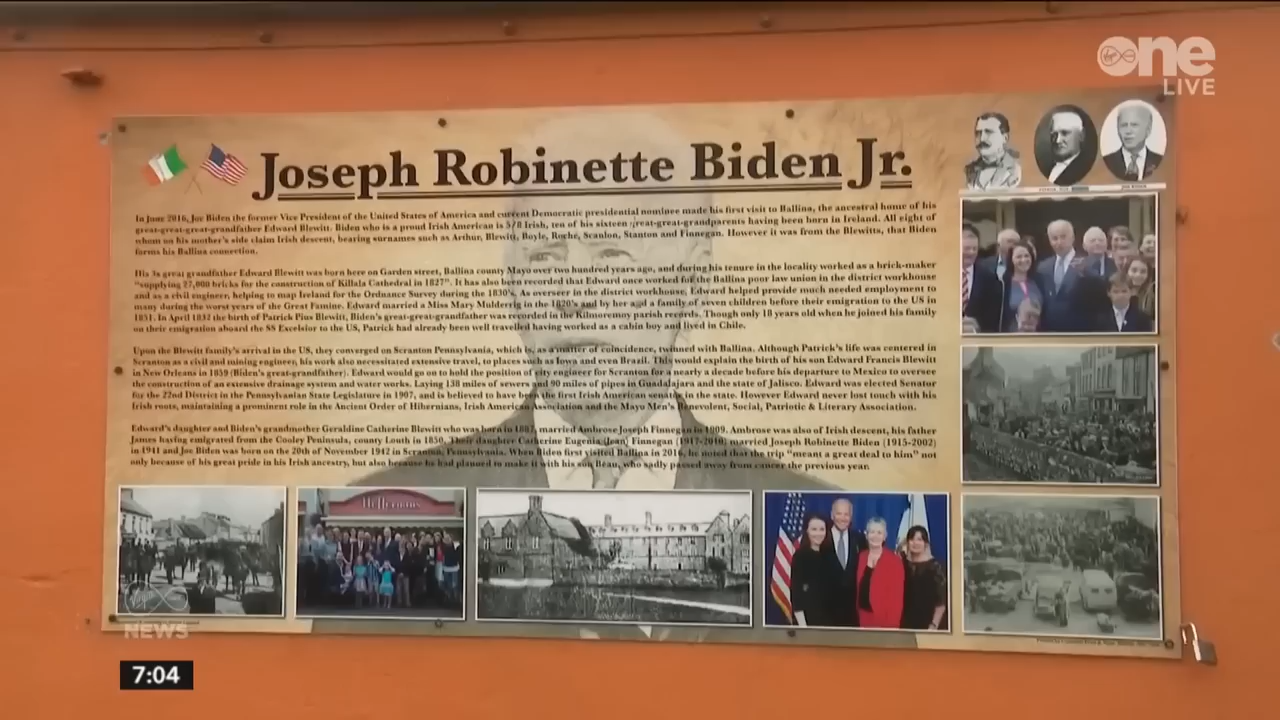 one
LIVE
Joseph Robinette Biden Jr.
In June 2016, Joe Biden the former Vice President of the United States of America and current Democratic presidential nominee made his first visit to Ballina, the ancestral home of his
great-great-great-grandfather Edward Blewitt. Biden who is a proud Irish American is 5/8 Irish, ten of his sixteen great-great-grandparents having been born in Ireland. All eight of
whom on his mother's side claim Irish descent, bearing surnames such as Arthur, Blewitt, Boyle, Roche, Scanlon, Stanton and Finnegan. However it was from the Blewitts, that Biden
forms his Ballina connection.
His 3x great grandfather Edward Blewitt was born here on Garden street, Ballina county Mayo over two hundred years ago, and during his tenure in the locality worked as a brick-maker
"supplying 27,000 bricks for the construction of Killala Cathedral in 1827". It has also been recorded that Edward once worked for the Ballina poor law union in the district workhouse
and as a civil engineer, helping to map Ireland for the Ordnance Survey during the 1830's. As overseer in the district workhouse, Edward helped provide much needed employment to
many during the worst years of the Great Famine. Edward married a Miss Mary Mulderrig in the 1820's and by her had a family of seven children before their emigration to the US in
1851. In April 1832 the birth of Patrick Pius Blewitt, Biden's great-great-grandfather was recorded in the Kilmoremoy parish records. Though only 18 years old when he joined his family
on their emigration aboard the SS Excelsior to the US, Patrick had already been well travelled having worked as a cabin boy and lived in Chile.
Upon the Blewitt family's arrival in the US, they converged on Scranton Pennsylvania, which is, as a matter of coincidence, twinned with Ballina. Although Patrick's life was centered in
Scranton as a civil and mining engineer, his work also necessitated extensive travel, to places such as Iowa and even Brazil. This would explain the birth of his son Edward Francis Blewitt
in New Orleans in 1859 (Biden's great-grandfather). Edward would go on to hold the position of city engineer for Scranton for nearly a decade before his departure to Mexico to oversee
the construction of an extensive drainage system and water works. Laying 138 miles of sewers and 90 miles of pipes in Guadalajara and the state of Jalisco. Edward was elected Senator
for the 22nd District in the Pennsylvanian State Legislature in 1907, and is believed to have been the first Irish American senator in the state. However Edward never lost touch with his
Irish roots, maintaining a prominent role in the Ancient Order of Hibernians, Irish American Association and the Mayo Men's Benevolent, Social, Patriotic & Literary Association.
Edward's daughter and Biden's grandmother Geraldine Catherine Blewitt who was born in 1887, married Ambrose Joseph Finnegan in 1909. Ambrose was also of Irish descent, his father
James having emigrated from the Cooley Peninsula, county Louth in 1850. Their daughter Catherine Eugenia (Jean) Finnegan (1917-2010) married Joseph Robinette Biden (1915-2002)
in 1941 and Joe Biden was born on the 20th of November 1942 in Scranton, Pennsylvania. When Biden first visited Ballina in 2016, he noted that the trip "meant a great deal to him" not
only because of his great pride in his Irish ancestry, but also because he had planned to make it with his son Beau, who sadly passed away from cancer the previous year.
Heffernans
NEWS
7:04